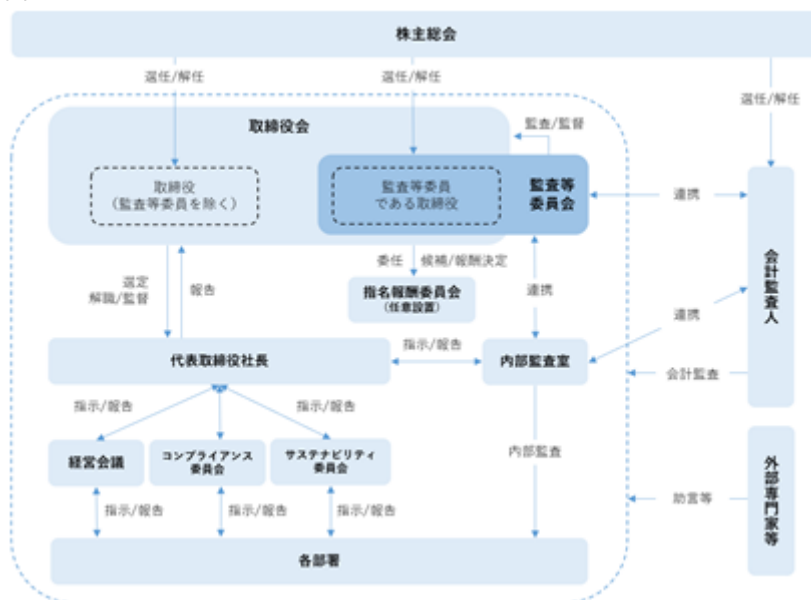 株主総会
選任/解任
選任/解任
選任/解任
取締役会
監査/監督
取締役
(監査等委員を除く)
監査等委員
である取締役
監査等
委員会
連携
会計監査人
選定
解職/監督
報告
委任
候補/報酬決定
指名報酬委員会
(任意設置)
連携
連携
代表取締役社長
指示/報告
内部監査室
会計監査
指示/報告
指示/報告
経営会議
コンプライアンス
委員会
サステナビリティ
委員会
内部監査
外部専門家等
助言等
指示/報告
指示/報告
指示/報告
各部署